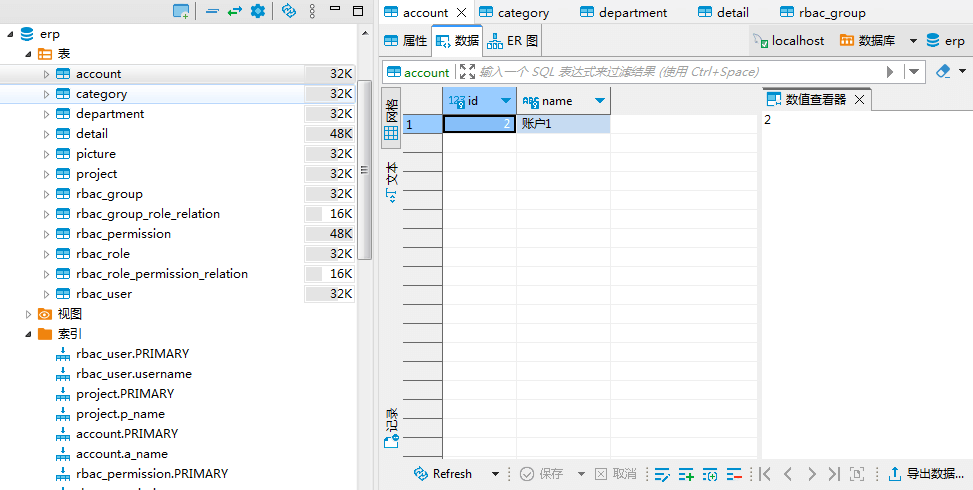 erp
表
account 32K
category 32K
department 32K
detail 48K
picture 32K
project 32K
rbac_group 32K
rbac_group_role_relation 16K
rbac_permission 48K
rbac_role 32K
rbac_role_permission_relation 16K
rbac_user 32K
视图
索引
rbac_user.PRIMARY
rbac_user.username
project.PRIMARY
project.p_name
account.PRIMARY
account.a_name
rbac_permission.PRIMARY
account category department detail rbac_group
属性 数据 ER 图 localhost 数据库 erp
account 输入一个 SQL 表达式来过滤结果 (使用 Ctrl+Space)
网格
文本
记录
123 id ABC name
1 2 账户1
数值查看器
2
Refresh 保存 取消 导出数据...